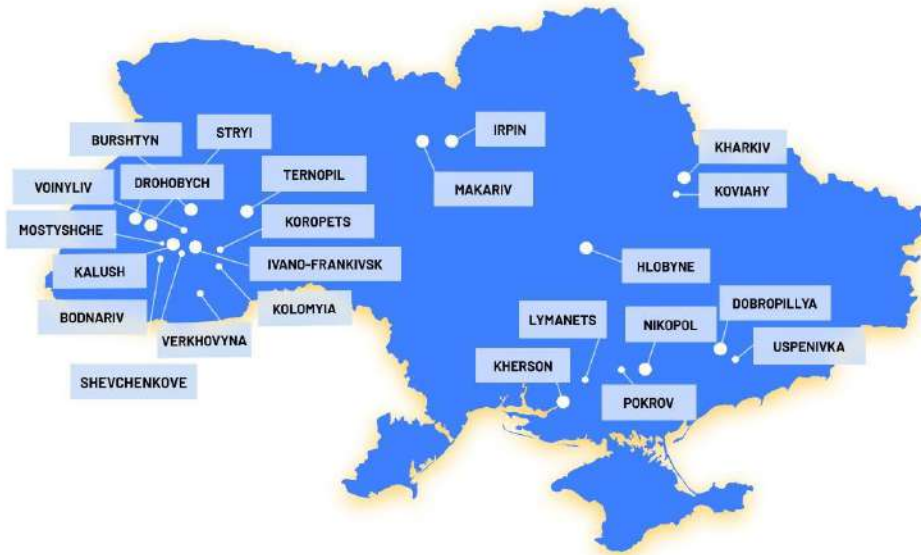 IRPIN
BURSHTYN
STRYI
KHARKIV
TERNOPIL
VOINYLIV
DROHOBYCH
MAKARIV
KOVIAHY
KOROPETS
MOSTYSHCHE
KALUSH
IVANO-FRANKIVSK
HLOBYNE
DOBROPILLYA
BODNARIV
KOLOMYIA
LYMANETS
NIKOPOL
VERKHOVYNA
USPENIVKA
KHERSON
SHEVCHENKOVE
POKROV